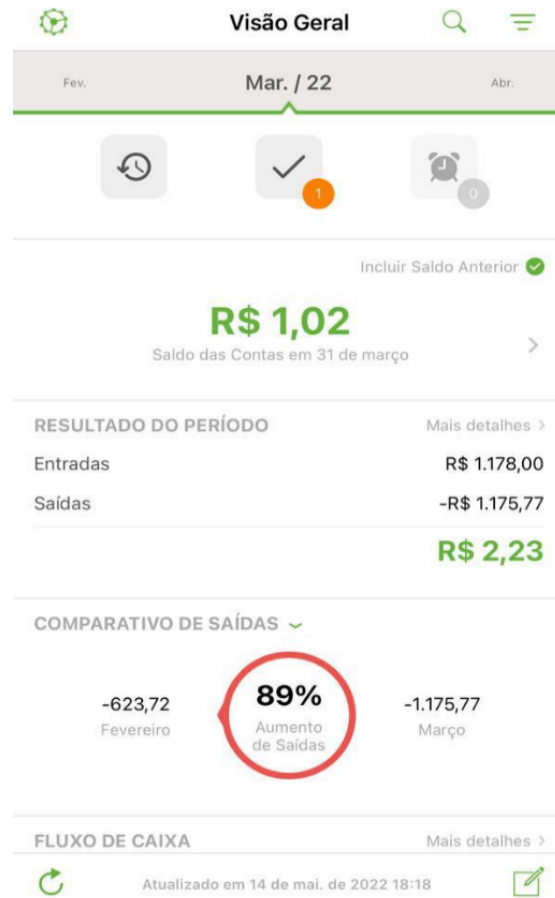 Visão Geral
Fev. Mar. / 22 Abr.
1 0
Incluir Saldo Anterior
R$ 1,02
Saldo das Contas em 31 de março
RESULTADO DO PERÍODO Mais detalhes >
Entradas R$ 1.178,00
Saídas -R$ 1.175,77
R$ 2,23
COMPARATIVO DE SAÍDAS
-623,72 89% -1.175,77
Fevereiro Aumento Março
de Saídas
FLUXO DE CAIXA Mais detalhes >
Atualizado em 14 de mai. de 2022 18:18